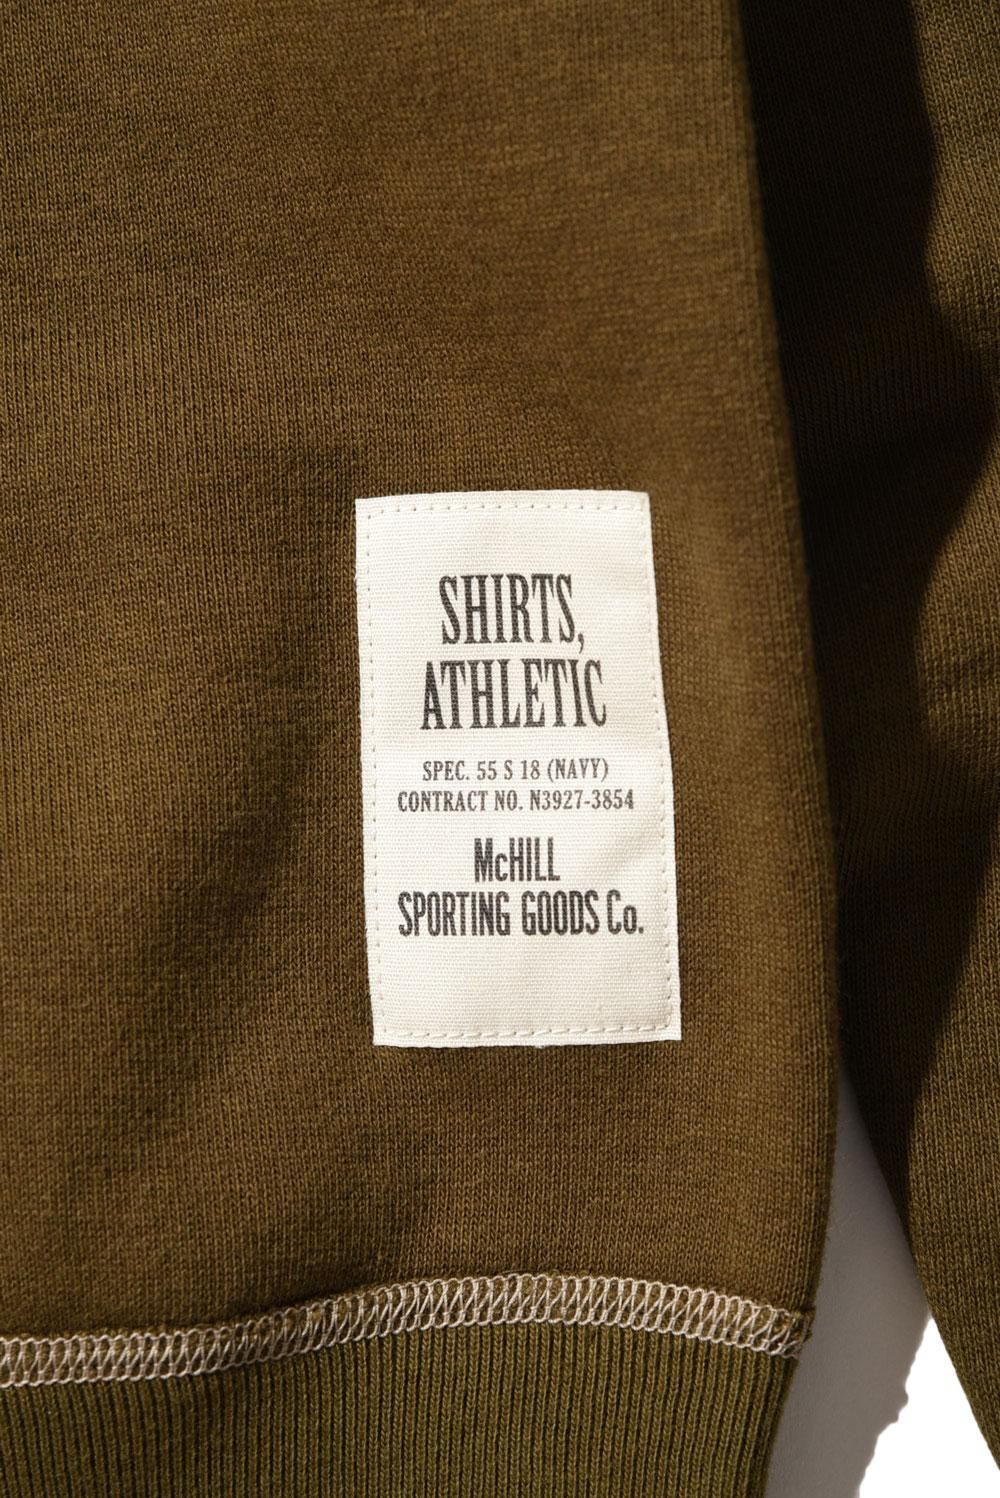 SHIRTS,
ATHLETIC
SPEC. 55 S 18 (NAVY)
CONTRACT NO. N3927-3854
McHILL
SPORTING GOODS Co.